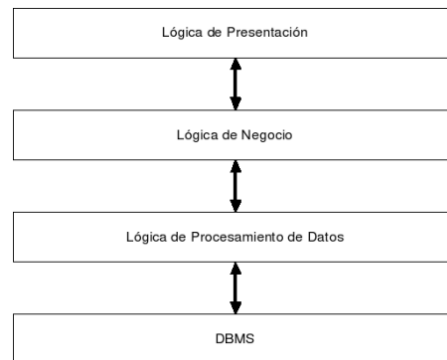 Lógica de Presentación
Lógica de Negocio
Lógica de Procesamiento de Datos
DBMS